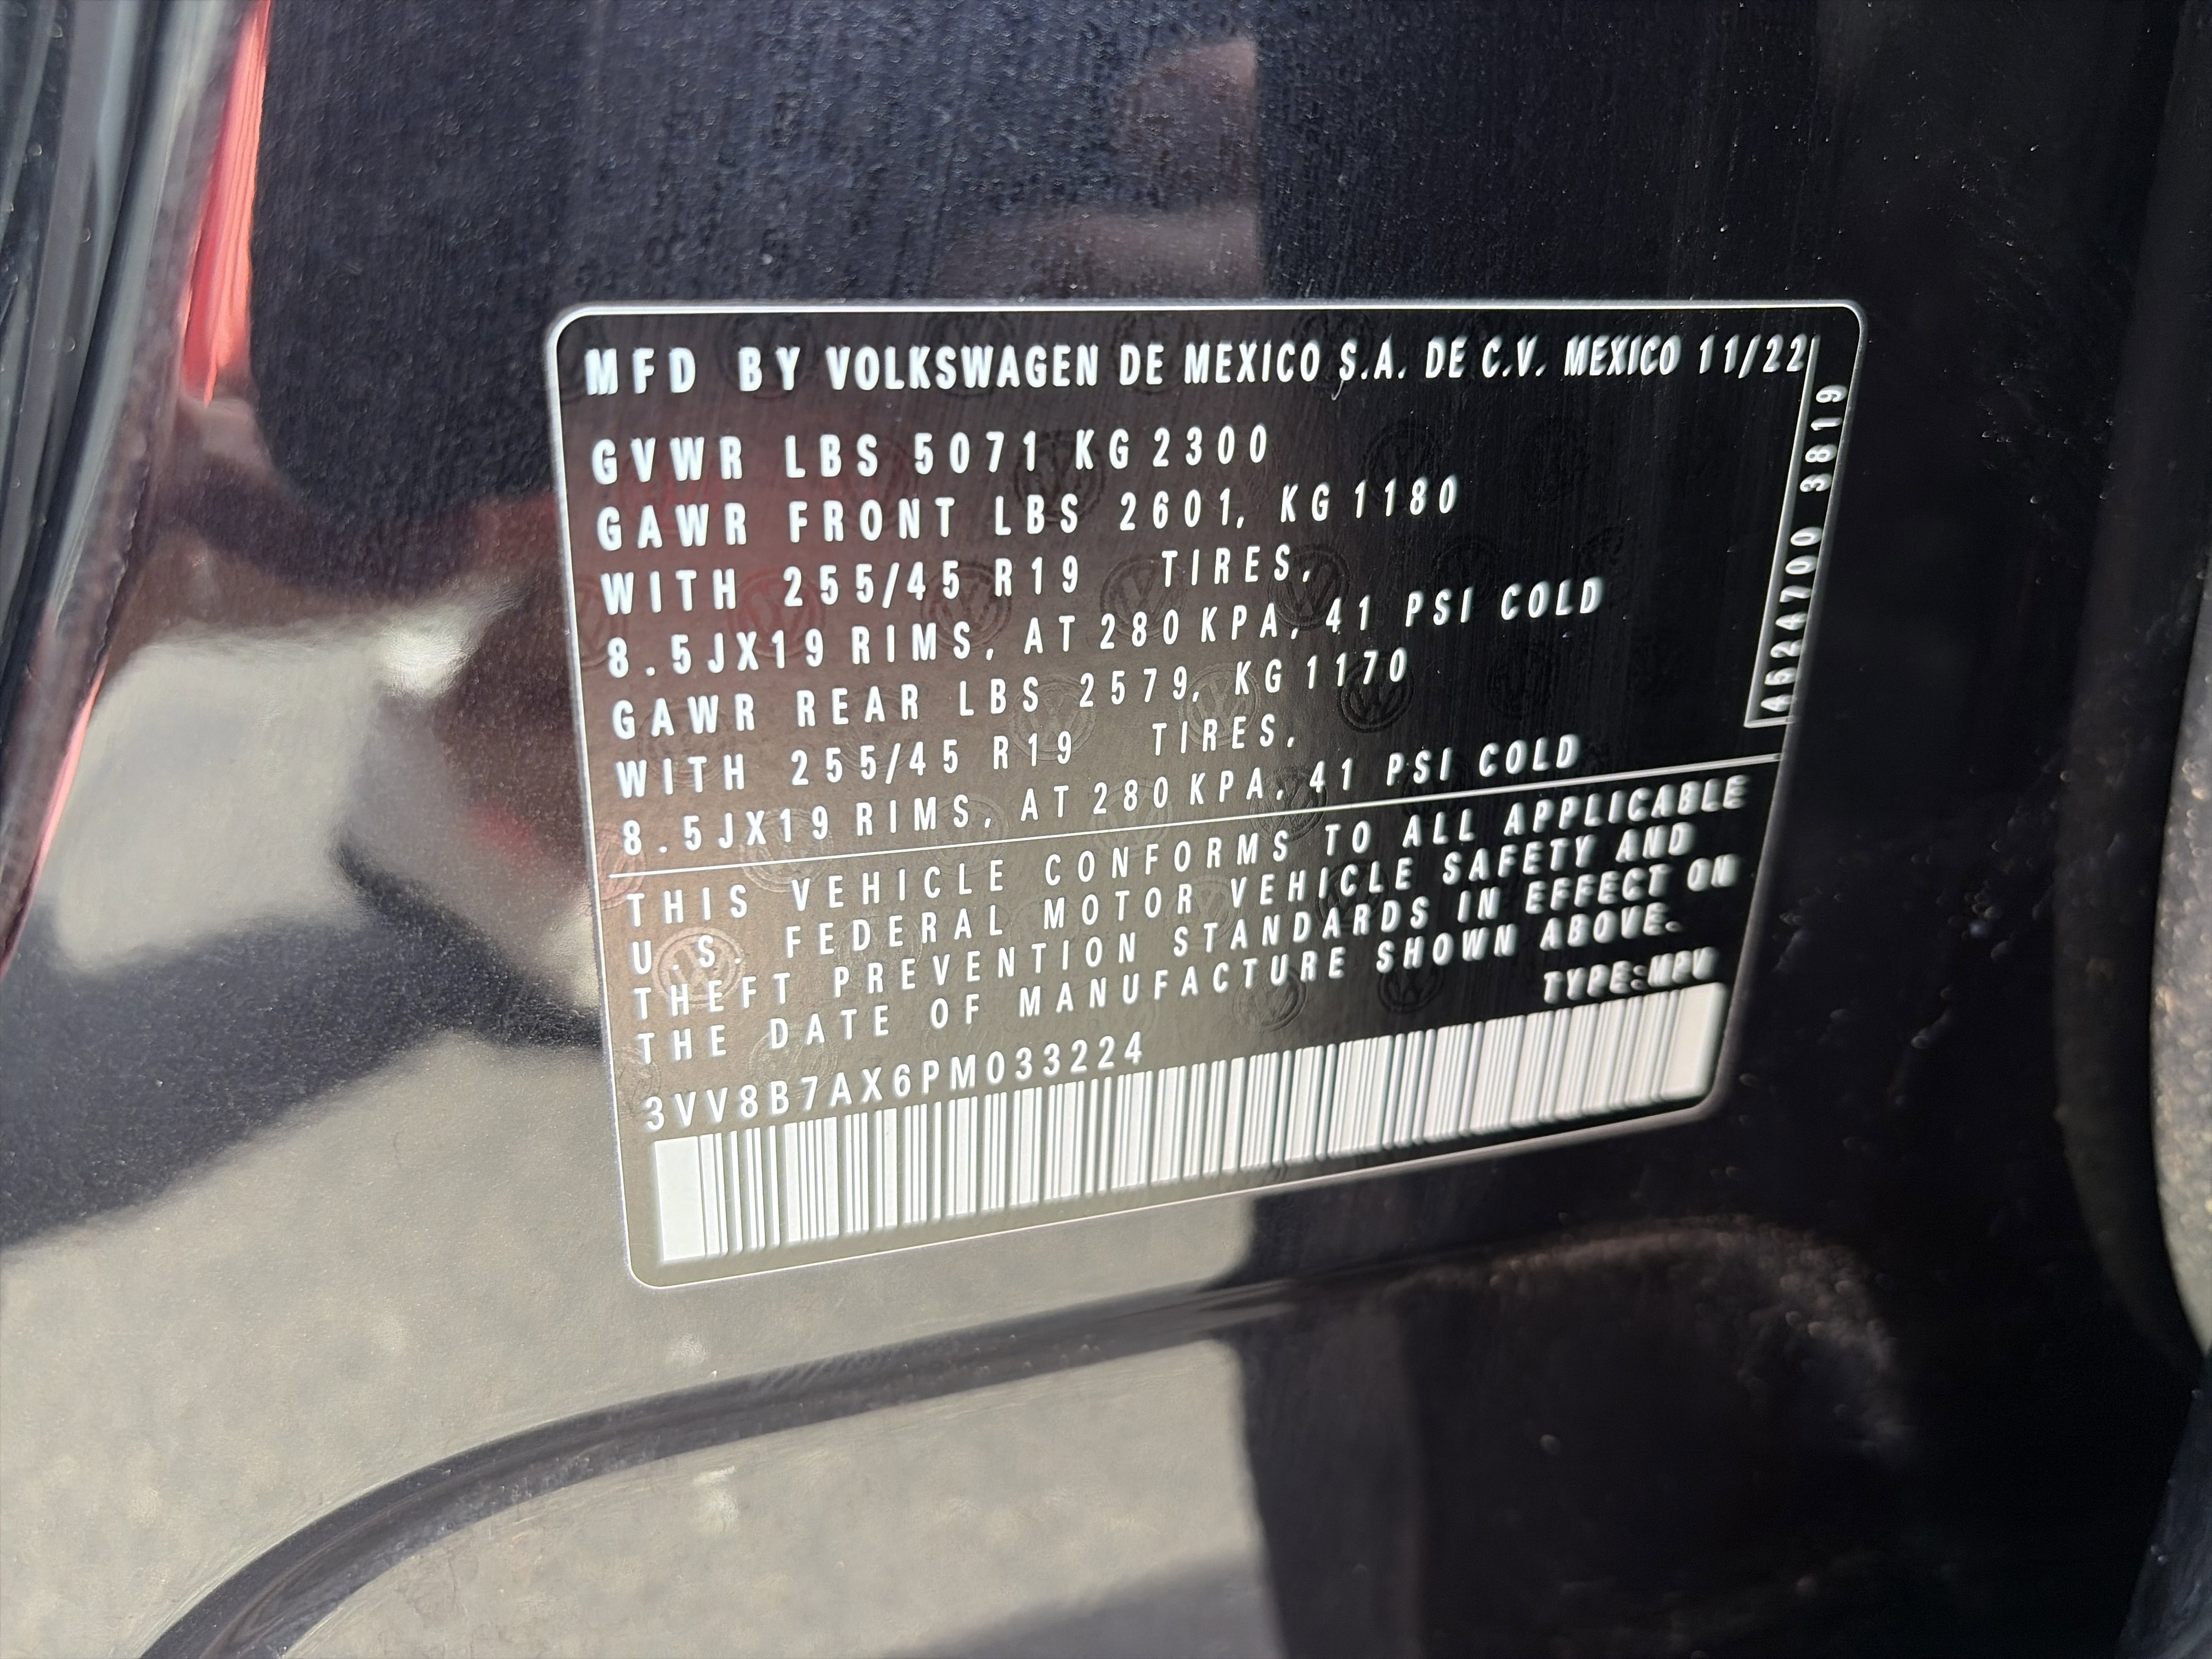 MFD BY VOLKSWAGEN DE MEXICO S.A. DE C.V. MEXICO 11/22
GVWR LBS 5071 KG 2300
GAWR FRONT LBS 2601, KG 1180
WITH 255/45 R19 TIRES,
8.5JX19 RIMS, AT 280 KPA, 41 PSI COLD
GAWR REAR LBS 2579, KG 1170
WITH 255/45 R19 TIRES,
8.5JX19 RIMS, AT 280 KPA, 41 PSI COLD
THIS VEHICLE CONFORMS TO ALL APPLICABLE
U.S. FEDERAL MOTOR VEHICLE SAFETY AND
THEFT PREVENTION STANDARDS IN EFFECT ON
THE DATE OF MANUFACTURE SHOWN ABOVE.
TYPE:MPV
3VV8B7AX6PM033224
3819